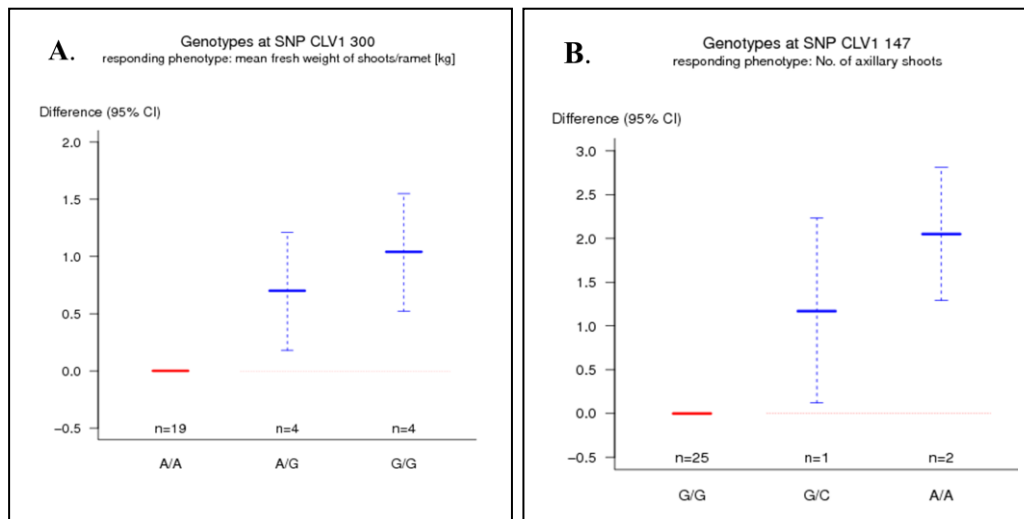 A.
Genotypes at SNP CLV1 300
responding phenotype: mean fresh weight of shoots/ramet [kg]
Difference (95% CI)
2.0
1.5
1.0
0.5
0.0
−0.5
n=19 n=4 n=4
A/A A/G G/G
B.
Genotypes at SNP CLV1 147
responding phenotype: No. of axillary shoots
Difference (95% CI)
3.0
2.5
2.0
1.5
1.0
0.5
0.0
−0.5
n=25 n=1 n=2
G/G G/C A/A